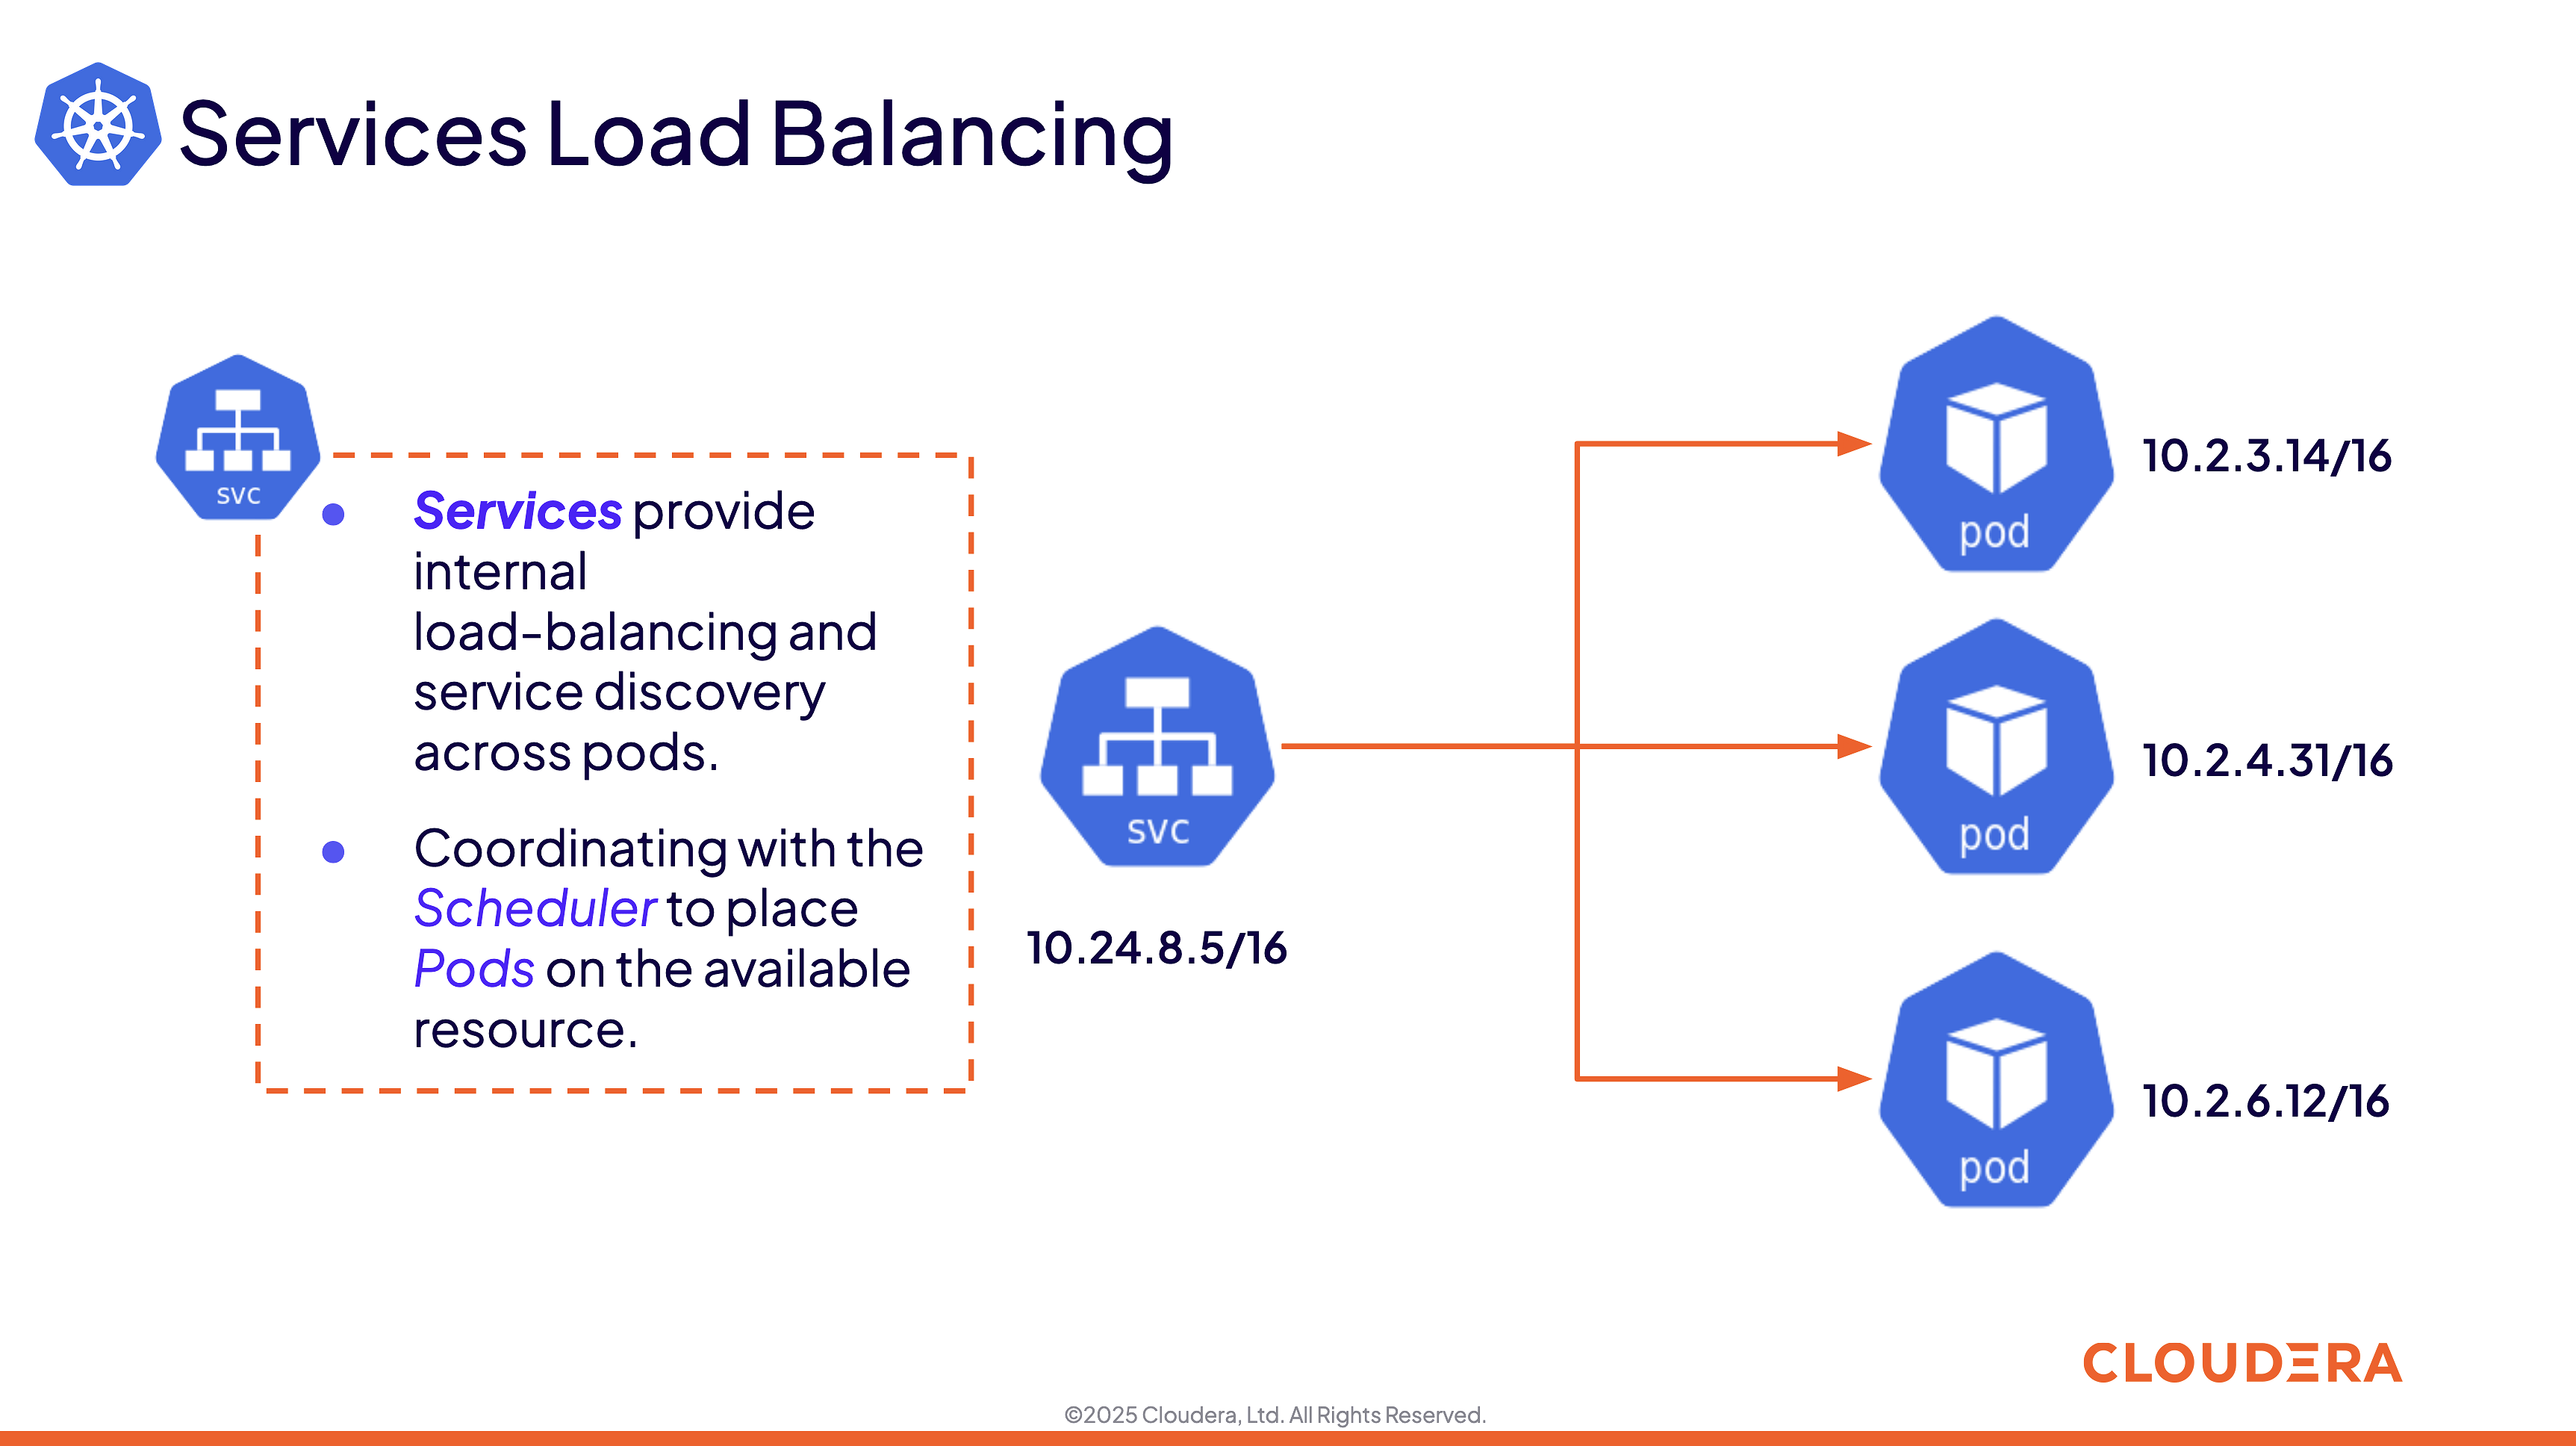 Services Load Balancing
svc
Services provide
internal
load-balancing and
service discovery
across pods.
Coordinating with the
Scheduler to place
Pods on the available
resource.
svc
10.24.8.5/16
pod
10.2.3.14/16
pod
10.2.4.31/16
pod
10.2.6.12/16
CLOUDERA
©2025 Cloudera, Ltd. All Rights Reserved.